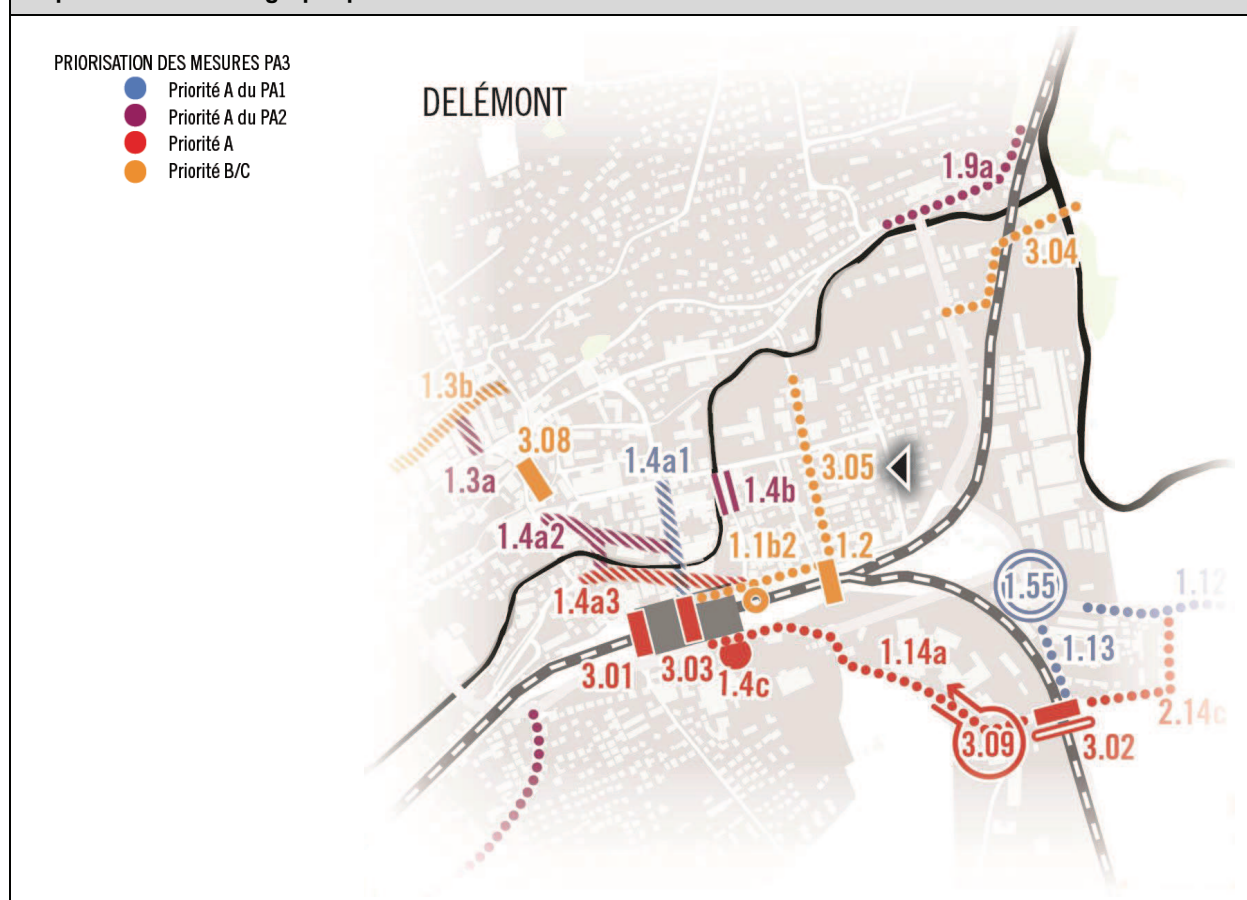 PRIORISATION DES MESURES PA3
Priorité A du PA1
Priorité A du PA2
Priorité A
Priorité B/C
DELÉMONT
1.9a
3.04
1.3b
3.08
1.4a1
3.05
1.3a
1.4b
1.4a2
1.1b2
1.2
1.55
1.12
1.4a3
1.13
1.14a
3.01
3.03
1.4c
2.14c
3.09
3.02